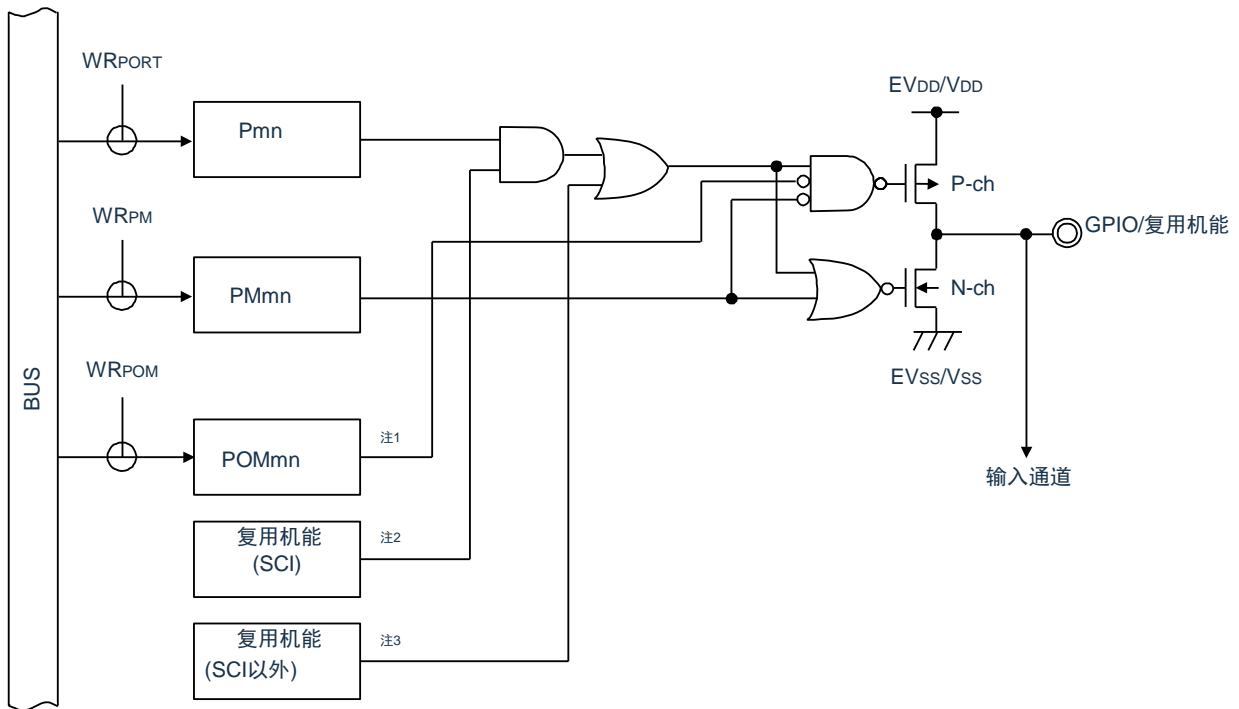 WRPORT
Pmn
EVDD/VDD
P-ch
WRPM
GPIO/复用机能
PMmn
N-ch
WRPOM
EVSS/VSS
BUS
注1
POMmn
输入通道
复用机能
(SCI)
注2
复用机能
(SCI以外)
注3